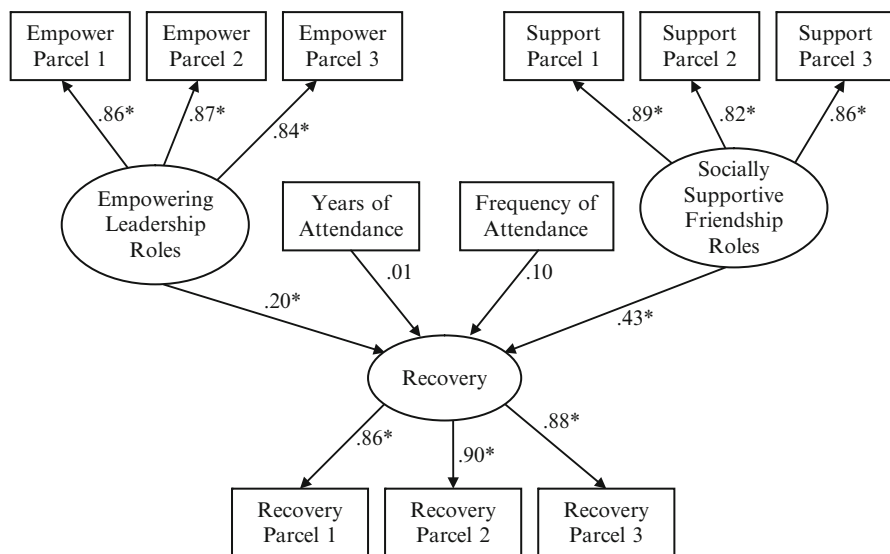 Empower
Parcel 1
Empower
Parcel 2
Empower
Parcel 3
Support
Parcel 1
Support
Parcel 2
Support
Parcel 3
.86*
.87*
.84*
.89*
.82*
.86*
Empowering
Leadership
Roles
Years of
Attendance
Frequency of
Attendance
Socially
Supportive
Friendship
Roles
.20*
.01
.10
.43*
Recovery
.86*
.90*
.88*
Recovery
Parcel 1
Recovery
Parcel 2
Recovery
Parcel 3